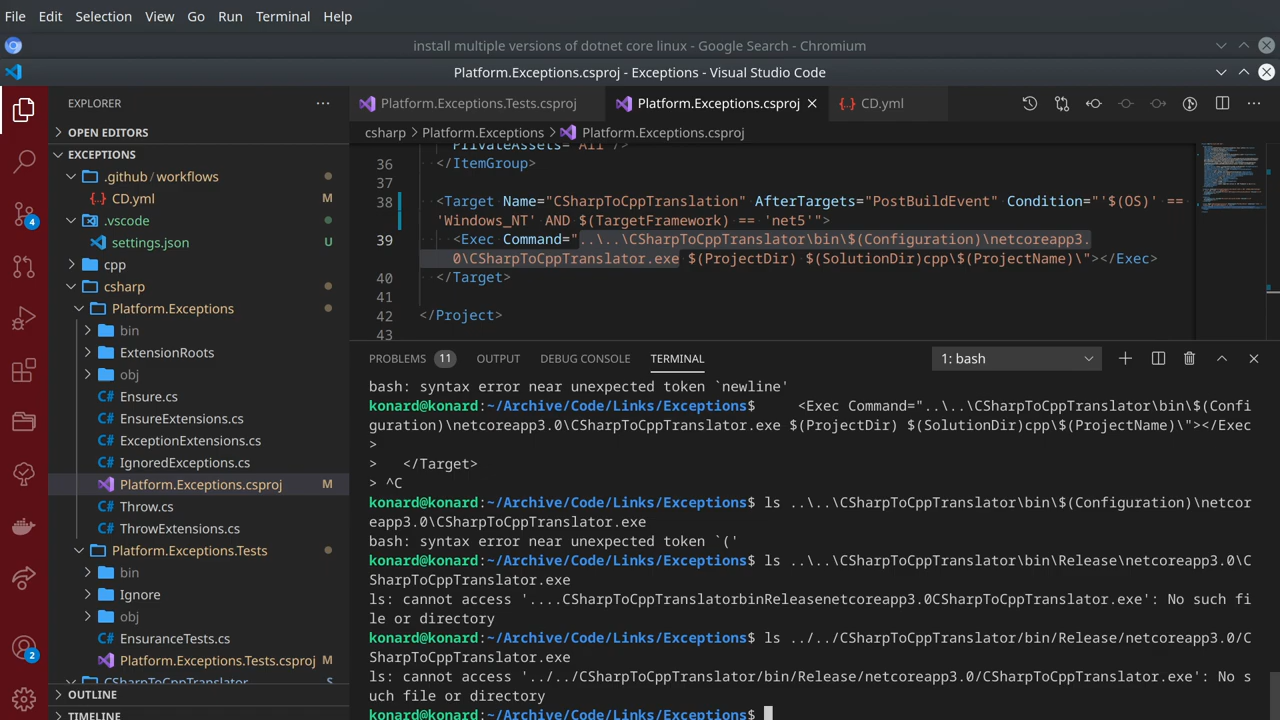 File Edit Selection View Go Run Terminal Help
install multiple versions of dotnet core linux - Google Search - Chromium
Platform.Exceptions.csproj - Exceptions - Visual Studio Code
EXPLORER
OPEN EDITORS
EXCEPTIONS
.github / workflows
CD.yml M
.vscode
settings.json U
cpp
csharp
Platform.Exceptions
bin
ExtensionRoots
obj
C# Ensure.cs
C# EnsureExtensions.cs
C# ExceptionExtensions.cs
C# IgnoredExceptions.cs
Platform.Exceptions.csproj M
C# Throw.cs
C# ThrowExtensions.cs
Platform.Exceptions.Tests
bin
Ignore
obj
C# EnsuranceTests.cs
Platform.Exceptions.Tests.csproj M
CSharpToCppTranslator S
OUTLINE
TIMELINE
4
2
Platform.Exceptions.Tests.csproj Platform.Exceptions.csproj CD.yml
csharp > Platform.Exceptions > Platform.Exceptions.csproj
PrivateAssets="All" />
36 </ItemGroup>
37
38 <Target Name="CSharpToCppTranslation" AfterTargets="PostBuildEvent" Condition="'$(OS)' ==
'Windows_NT' AND $(TargetFramework) == 'net5'">
39 <Exec Command="..\..\CSharpToCppTranslator\bin\$(Configuration)\netcoreapp3.
0\CSharpToCppTranslator.exe $(ProjectDir) $(SolutionDir)cpp\$(ProjectName)\"></Exec>
40 </Target>
41
42 </Project>
43
PROBLEMS 11 OUTPUT DEBUG CONSOLE TERMINAL 1: bash
bash: syntax error near unexpected token `newline'
konard@konard:~/Archive/Code/Links/Exceptions$     <Exec Command="..\..\CSharpToCppTranslator\bin\$(Confi
guration)\netcoreapp3.0\CSharpToCppTranslator.exe $(ProjectDir) $(SolutionDir)cpp\$(ProjectName)\"></Exec
>
>   </Target>
> ^C
konard@konard:~/Archive/Code/Links/Exceptions$ ls ..\..\CSharpToCppTranslator\bin\$(Configuration)\netcor
eapp3.0\CSharpToCppTranslator.exe
bash: syntax error near unexpected token `('
konard@konard:~/Archive/Code/Links/Exceptions$ ls ..\..\CSharpToCppTranslator\bin\Release\netcoreapp3.0\C
SharpToCppTranslator.exe
ls: cannot access '....CSharpToCppTranslatorbinReleasenetcoreapp3.0CSharpToCppTranslator.exe': No such fi
le or directory
konard@konard:~/Archive/Code/Links/Exceptions$ ls ../../CSharpToCppTranslator/bin/Release/netcoreapp3.0/C
SharpToCppTranslator.exe
ls: cannot access '../../CSharpToCppTranslator/bin/Release/netcoreapp3.0/CSharpToCppTranslator.exe': No s
uch file or directory
konard@konard:~/Archive/Code/Links/Exceptions$